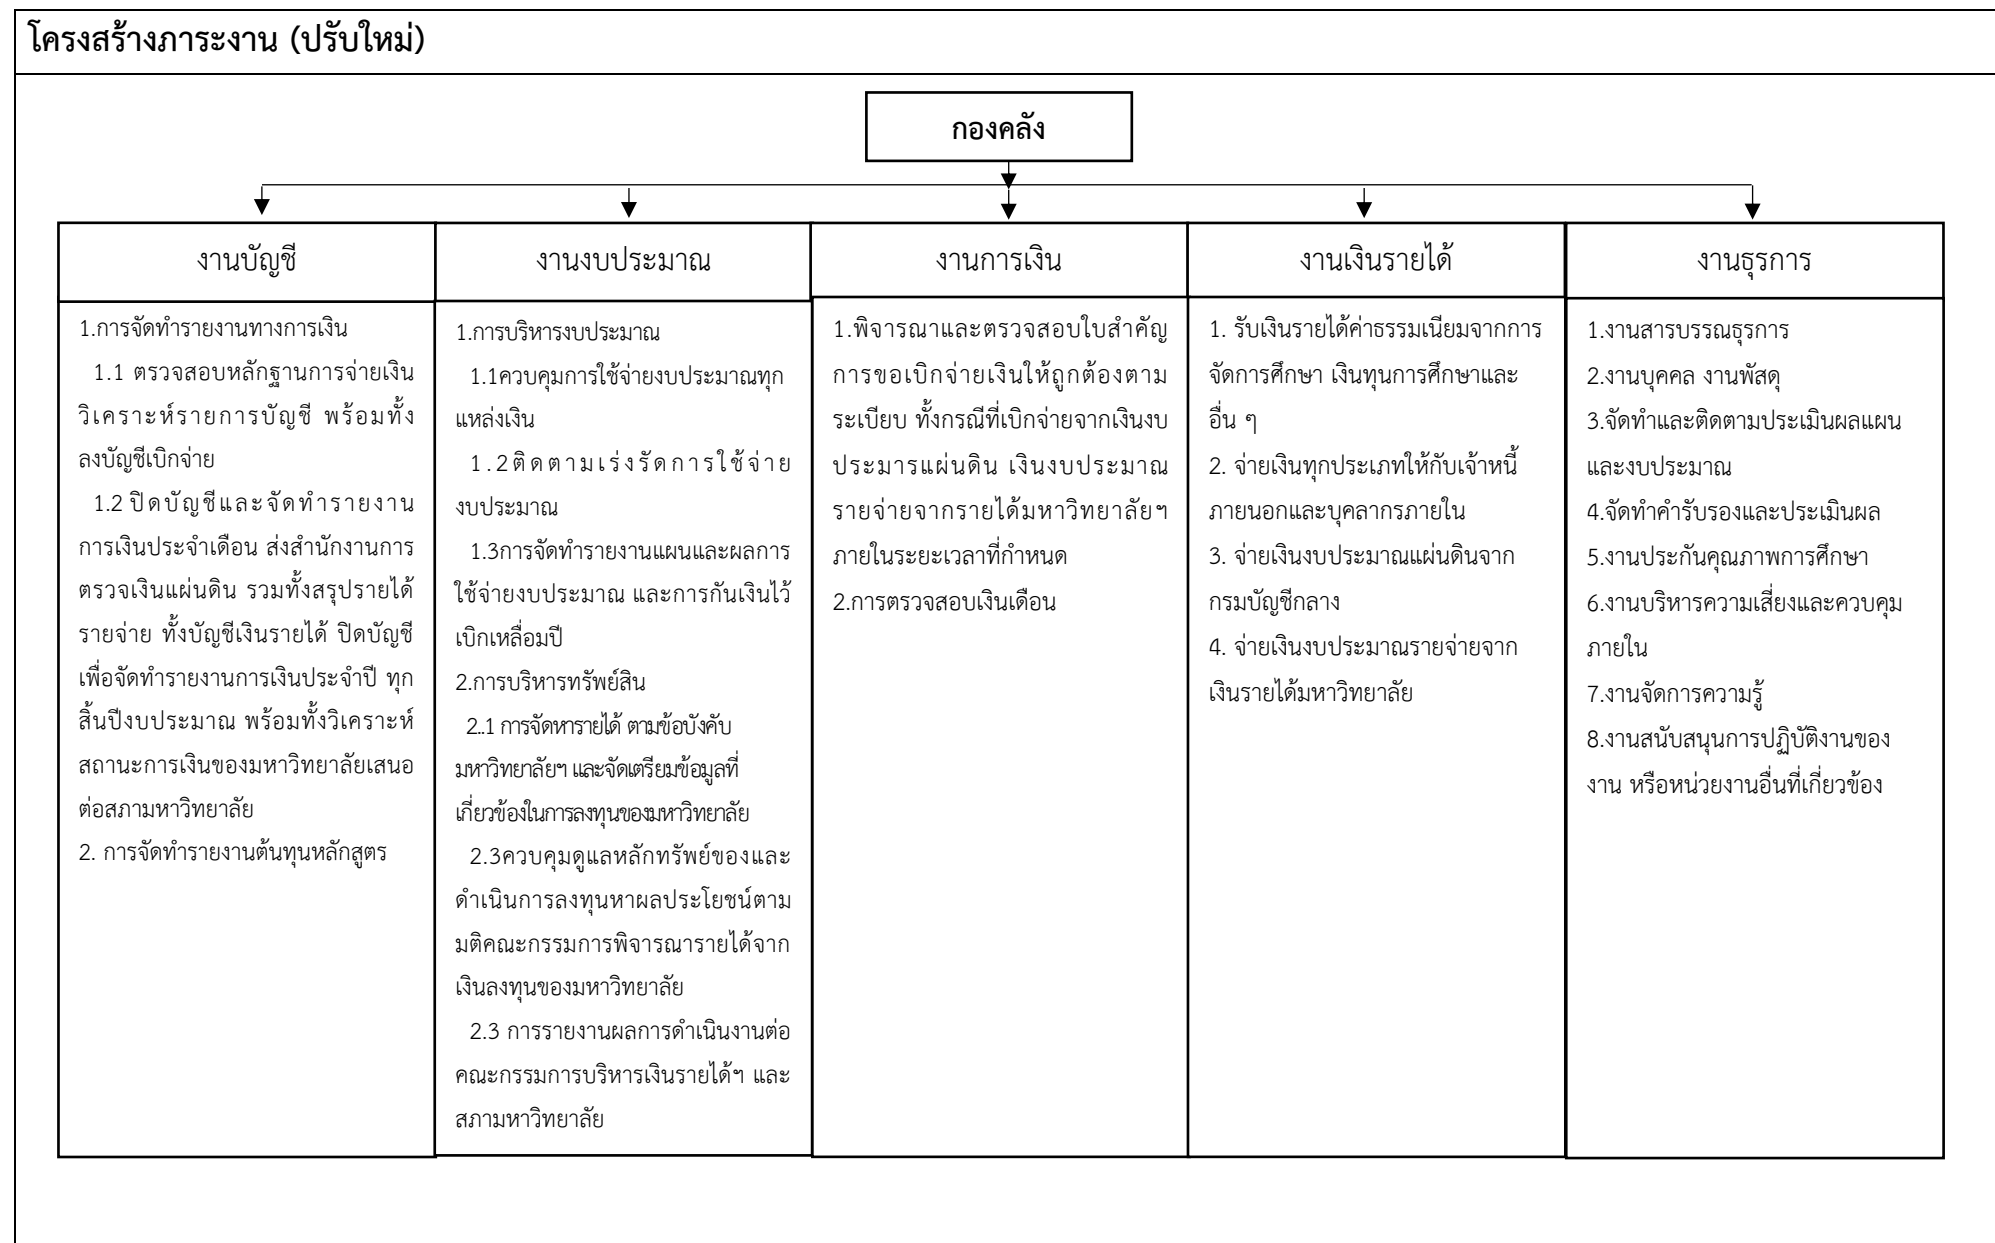 โครงสร้างภาระงาน (ปรับใหม่)
กองคลัง
งานบัญชี
1.การจัดทำรายงานทางการเงิน
1.1 ตรวจสอบหลักฐานการจ่ายเงิน
วิเคราะห์รายการบัญชี พร้อมทั้ง
ลงบัญชีเบิกจ่าย
1.2 ปิดบัญชีและจัดทำรายงาน
การเงินประจำเดือน ส่งสำนักงานการ
ตรวจเงินแผ่นดิน รวมทั้งสรุปรายได้
รายจ่าย ทั้งบัญชีเงินรายได้ ปิดบัญชี
เพื่อจัดทำรายงานการเงินประจำปี ทุก
สิ้นปีงบประมาณ พร้อมทั้งวิเคราะห์
สถานะการเงินของมหาวิทยาลัยเสนอ
ต่อสภามหาวิทยาลัย
2. การจัดทำรายงานต้นทุนหลักสูตร
งานงบประมาณ
1.การบริหารงบประมาณ
1.1ควบคุมการใช้จ่ายงบประมาณทุก
แหล่งเงิน
1.2ติดตามเร่งรัดการใช้จ่าย
งบประมาณ
1.3การจัดทำรายงานแผนและผลการ
ใช้จ่ายงบประมาณ และการกันเงินไว้
เบิกเหลื่อมปี
2.การบริหารทรัพย์สิน
2..1 การจัดหารายได้ ตามข้อบังคับ
มหาวิทยาลัยฯ และจัดเตรียมข้อมูลที่
เกี่ยวข้องในการลงทุนของมหาวิทยาลัย
2.3ควบคุมดูแลหลักทรัพย์ของและ
ดำเนินการลงทุนหาผลประโยชน์ตาม
มติคณะกรรมการพิจารณารายได้จาก
เงินลงทุนของมหาวิทยาลัย
2.3 การรายงานผลการดำเนินงานต่อ
คณะกรรมการบริหารเงินรายได้ฯ และ
สภามหาวิทยาลัย
งานการเงิน
1.พิจารณาและตรวจสอบใบสำคัญ
การขอเบิกจ่ายเงินให้ถูกต้องตาม
ระเบียบ ทั้งกรณีที่เบิกจ่ายจากเงินงบ
ประมารแผ่นดิน เงินงบประมาณ
รายจ่ายจากรายได้มหาวิทยาลัยฯ
ภายในระยะเวลาที่กำหนด
2.การตรวจสอบเงินเดือน
งานเงินรายได้
1. รับเงินรายได้ค่าธรรมเนียมจากการ
จัดการศึกษา เงินทุนการศึกษาและ
อื่น ๆ
2. จ่ายเงินทุกประเภทให้กับเจ้าหนี้
ภายนอกและบุคลากรภายใน
3. จ่ายเงินงบประมาณแผ่นดินจาก
กรมบัญชีกลาง
4. จ่ายเงินงบประมาณรายจ่ายจาก
เงินรายได้มหาวิทยาลัย
งานธุรการ
1.งานสารบรรณธุรการ
2.งานบุคคล งานพัสดุ
3.จัดทำและติดตามประเมินผลแผน
และงบประมาณ
4.จัดทำคำรับรองและประเมินผล
5.งานประกันคุณภาพการศึกษา
6.งานบริหารความเสี่ยงและควบคุม
ภายใน
7.งานจัดการความรู้
8.งานสนับสนุนการปฏิบัติงานของ
งาน หรือหน่วยงานอื่นที่เกี่ยวข้อง